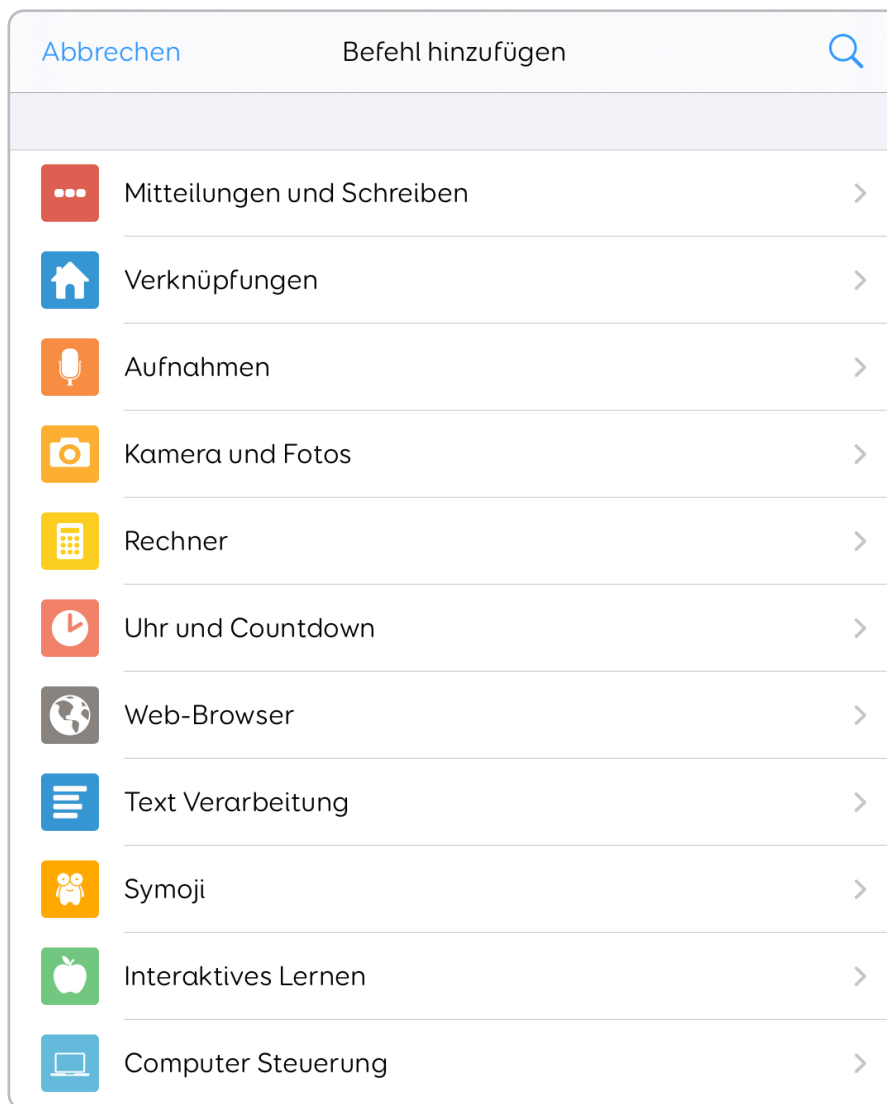 Abbrechen Befehl hinzufügen
Mitteilungen und Schreiben
Verknüpfungen
Aufnahmen
Kamera und Fotos
Rechner
Uhr und Countdown
Web-Browser
Text Verarbeitung
Symoji
Interaktives Lernen
Computer Steuerung